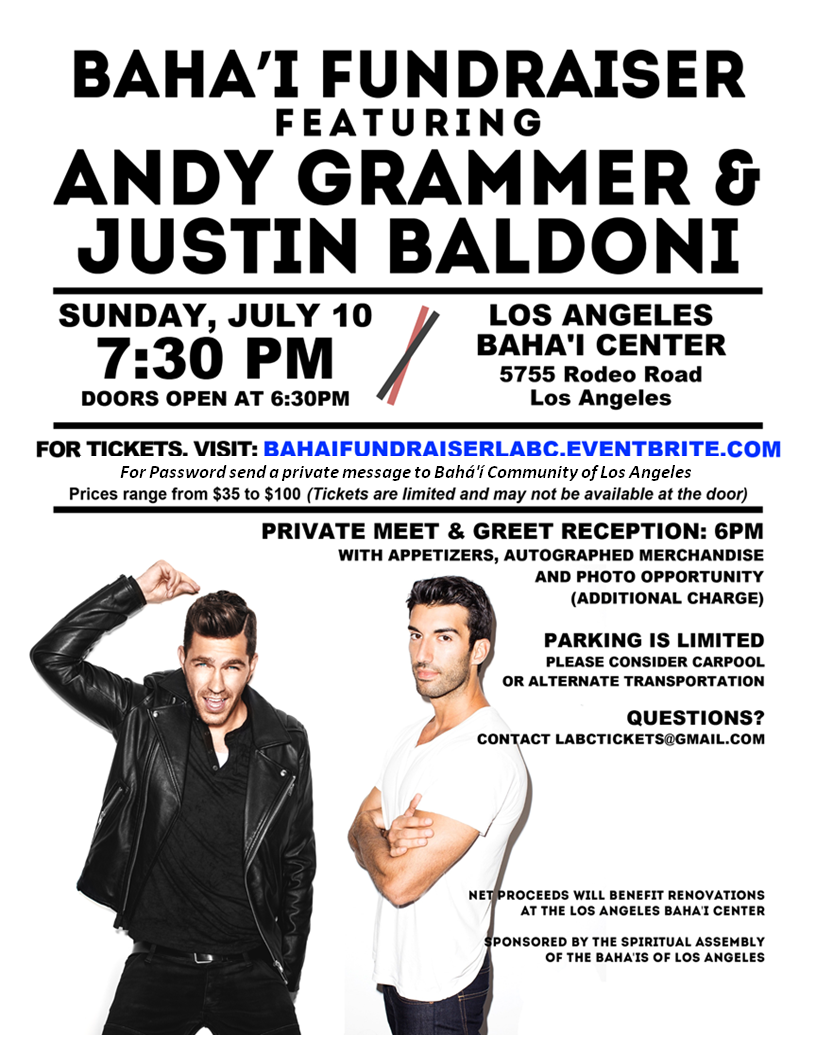 BAHA'I FUNDRAISER
FEATURING
ANDY GRAMMER &
JUSTIN BALDONI
SUNDAY, JULY 10
7:30 PM
DOORS OPEN AT 6:30PM
LOS ANGELES
BAHA'I CENTER
5755 Rodeo Road
Los Angeles
FOR TICKETS, VISIT: BAHAIFUNDRAISERLABC.EVENTBRITE.COM
For Password send a private message to Bahá'í Community of Los Angeles
Prices range from $35 to $100 (Tickets are limited and may not be available at the door)
PRIVATE MEET & GREET RECEPTION: 6PM
WITH APPETIZERS, AUTOGRAPHED MERCHANDISE
AND PHOTO OPPORTUNITY
(ADDITIONAL CHARGE)
PARKING IS LIMITED
PLEASE CONSIDER CARPOOL
OR ALTERNATE TRANSPORTATION
QUESTIONS?
CONTACT LABCTICKETS@GMAIL.COM
NET PROCEEDS WILL BENEFIT RENOVATIONS
AT THE LOS ANGELES BAHA'I CENTER
SPONSORED BY THE SPIRITUAL ASSEMBLY
OF THE BAHA'IS OF LOS ANGELES